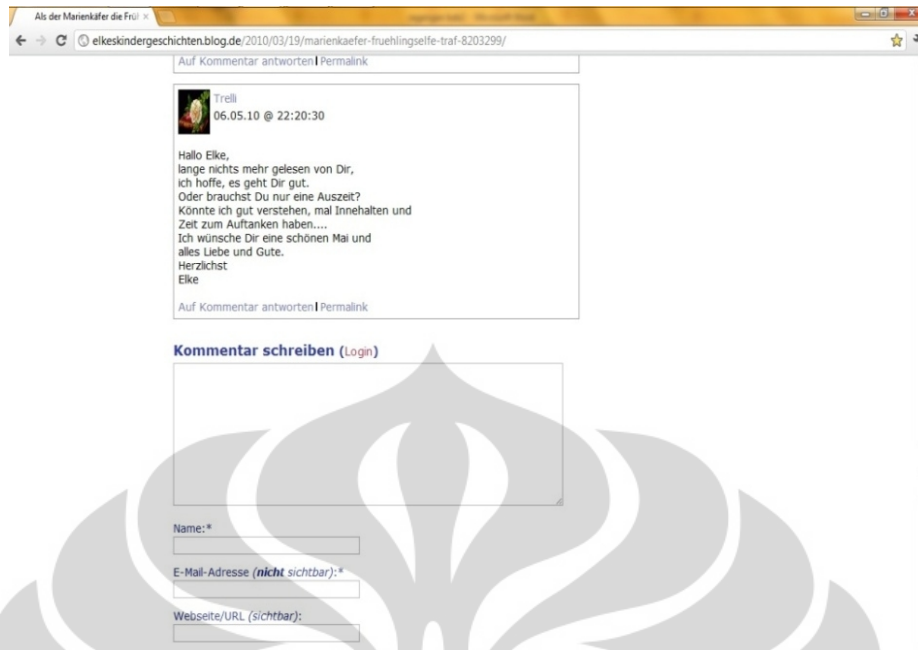 Als der Marienkäfer die Früh
elkeskindergeschichten.blog.de/2010/03/19/marienkaefer-fruehlingselfe-traf-8203299/
Auf Kommentar antworten | Permalink
Trelli
06.05.10 @ 22:20:30
Hallo Elke,
lange nichts mehr gelesen von Dir,
ich hoffe, es geht Dir gut.
Oder brauchst Du nur eine Auszeit?
Könnte ich gut verstehen, mal Innehalten und
Zeit zum Auftanken haben....
Ich wünsche Dir eine schönen Mai und
alles Liebe und Gute.
Herzlichst
Elke
Auf Kommentar antworten | Permalink
Kommentar schreiben (Login)
Name:*
E-Mail-Adresse (nicht sichtbar):*
Webseite/URL (sichtbar):